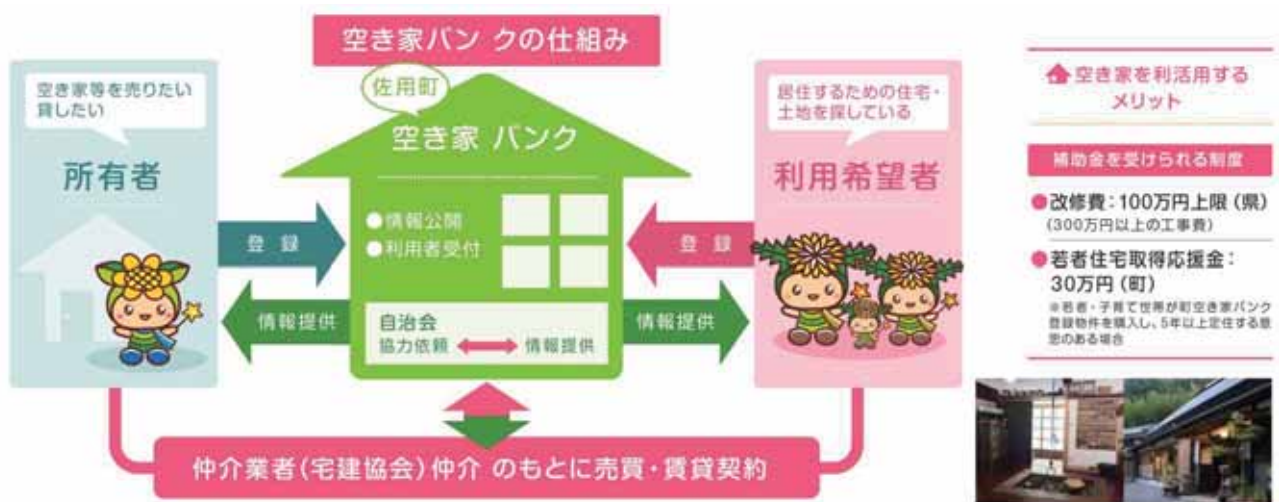 空き家バンクの仕組み
空き家等を売りたい
貸したい
所有者
登録
情報提供
佐用町
空き家 バンク
●情報公開
●利用者受付
自治会
協力依頼 情報提供
居住するための住宅・
土地を探している
利用希望者
登録
情報提供
仲介業者(宅建協会)仲介 のもとに売買・賃貸契約
空き家を利活用する
メリット
補助金を受けられる制度
●改修費:100万円上限(県)
(300万円以上の工事費)
●若者住宅取得応援金:
30万円(町)
※若者・子育て世帯が町空き家バンク
登録物件を購入し、5年以上定住する意
思のある場合